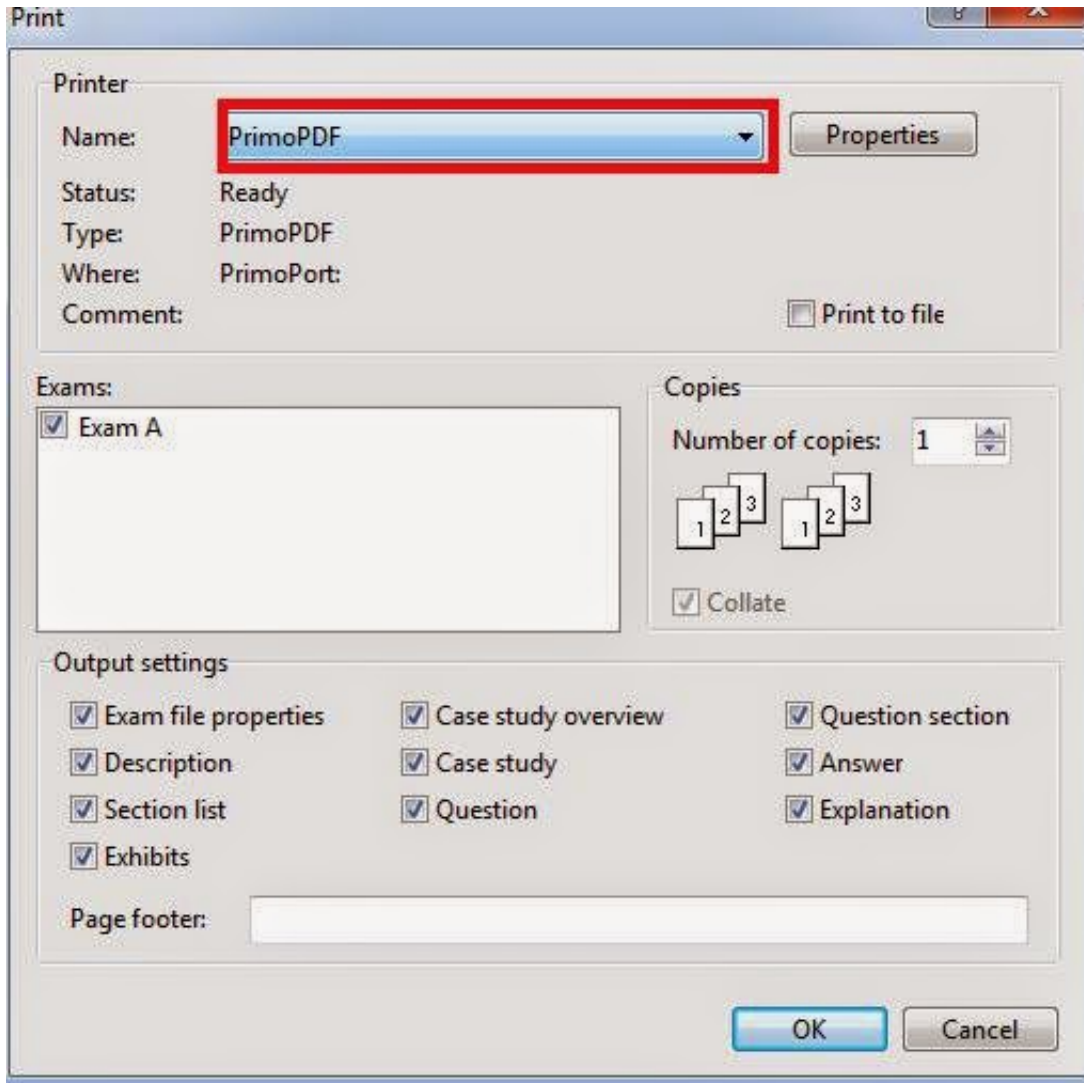 Print
Printer
Name: PrimoPDF Properties
Status: Ready
Type: PrimoPDF
Where: PrimoPort:
Comment: Print to file
Exams: Copies
Exam A
Number of copies: 1
1 2 3 1 2 3
Collate
Output settings
Exam file properties Case study overview Question section
Description Case study Answer
Section list Question Explanation
Exhibits
Page footer:
OK Cancel